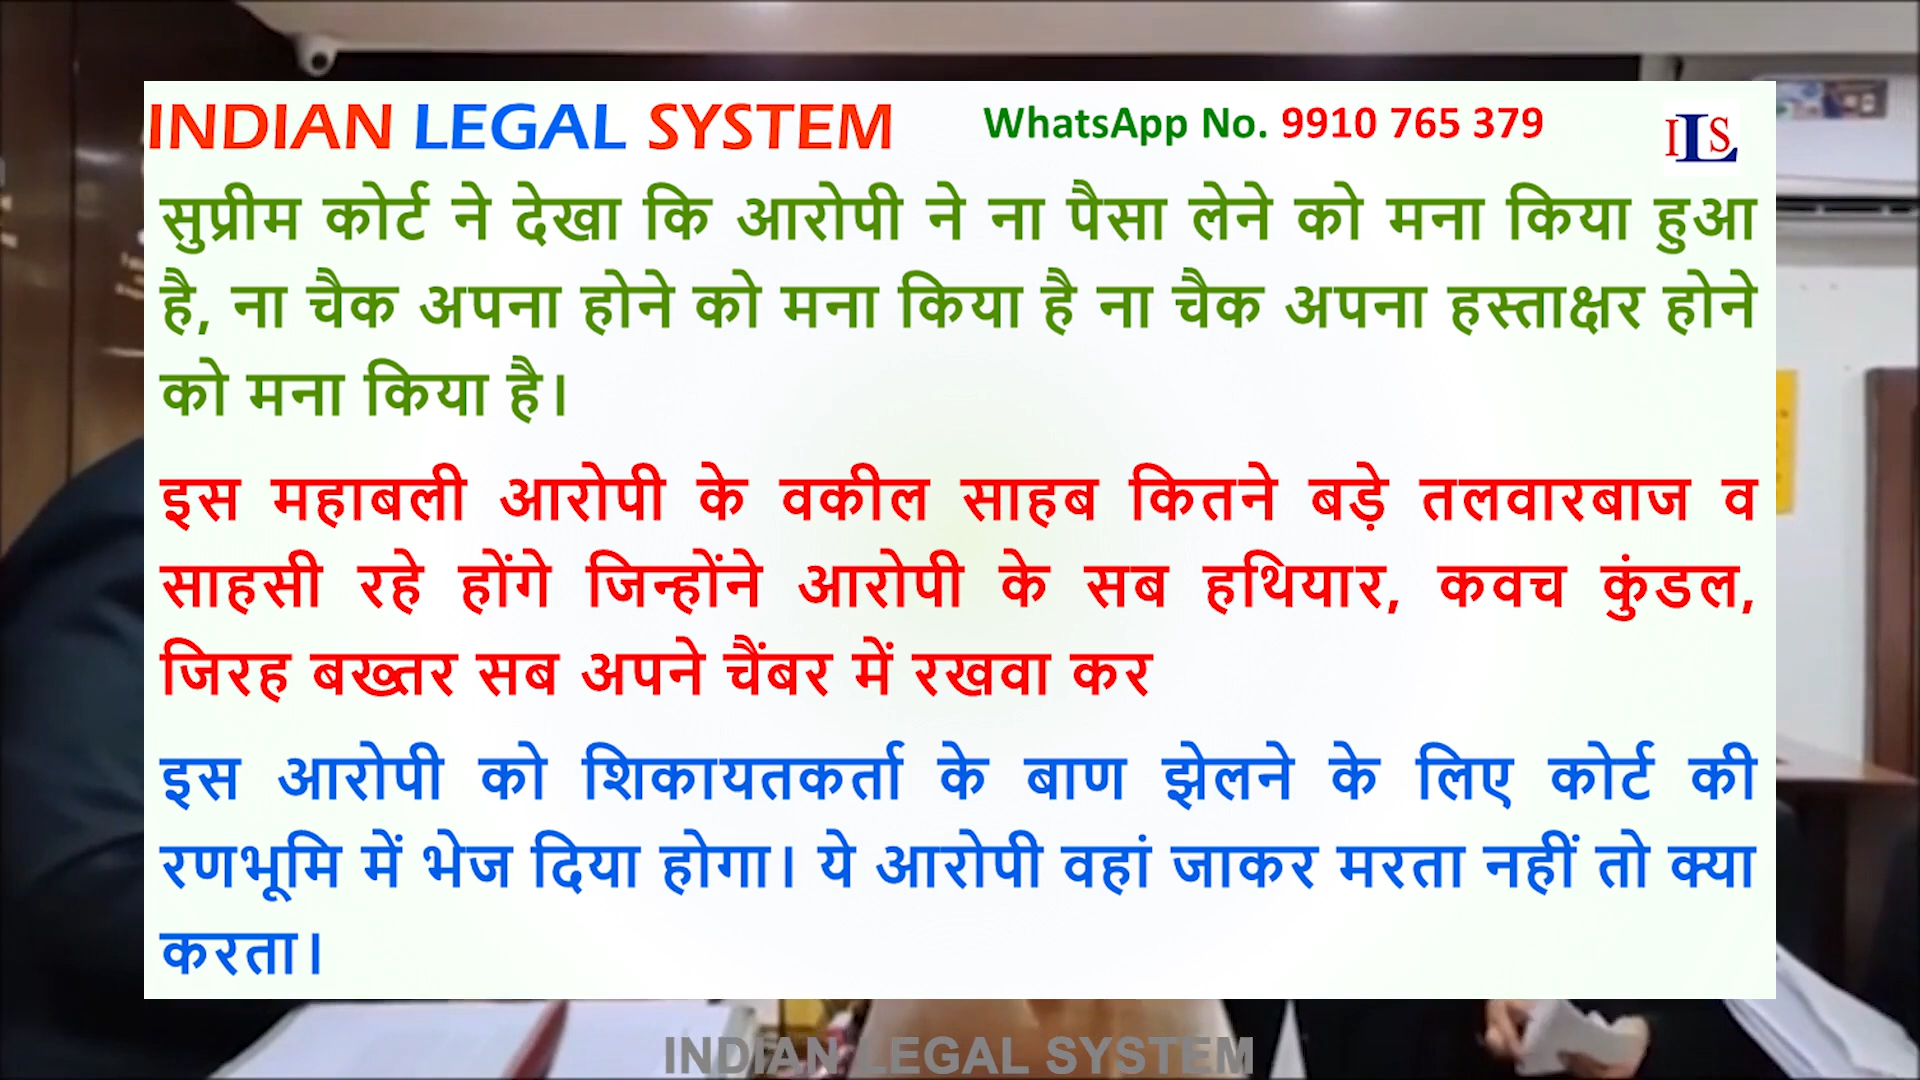 INDIAN LEGAL SYSTEM WhatsApp No. 9910 765 379 ILS
सुप्रीम कोर्ट ने देखा कि आरोपी ने ना पैसा लेने को मना किया हुआ
है, ना चैक अपना होने को मना किया है ना चैक अपना हस्ताक्षर होने
को मना किया है।
इस महाबली आरोपी के वकील साहब कितने बड़े तलवारबाज व
साहसी रहे होंगे जिन्होंने आरोपी के सब हथियार, कवच कुंडल,
जिरह बख्तर सब अपने चैंबर में रखवा कर
इस आरोपी को शिकायतकर्ता के बाण झेलने के लिए कोर्ट की
रणभूमि में भेज दिया होगा। ये आरोपी वहां जाकर मरता नहीं तो क्या
करता।
INDIAN LEGAL SYSTEM